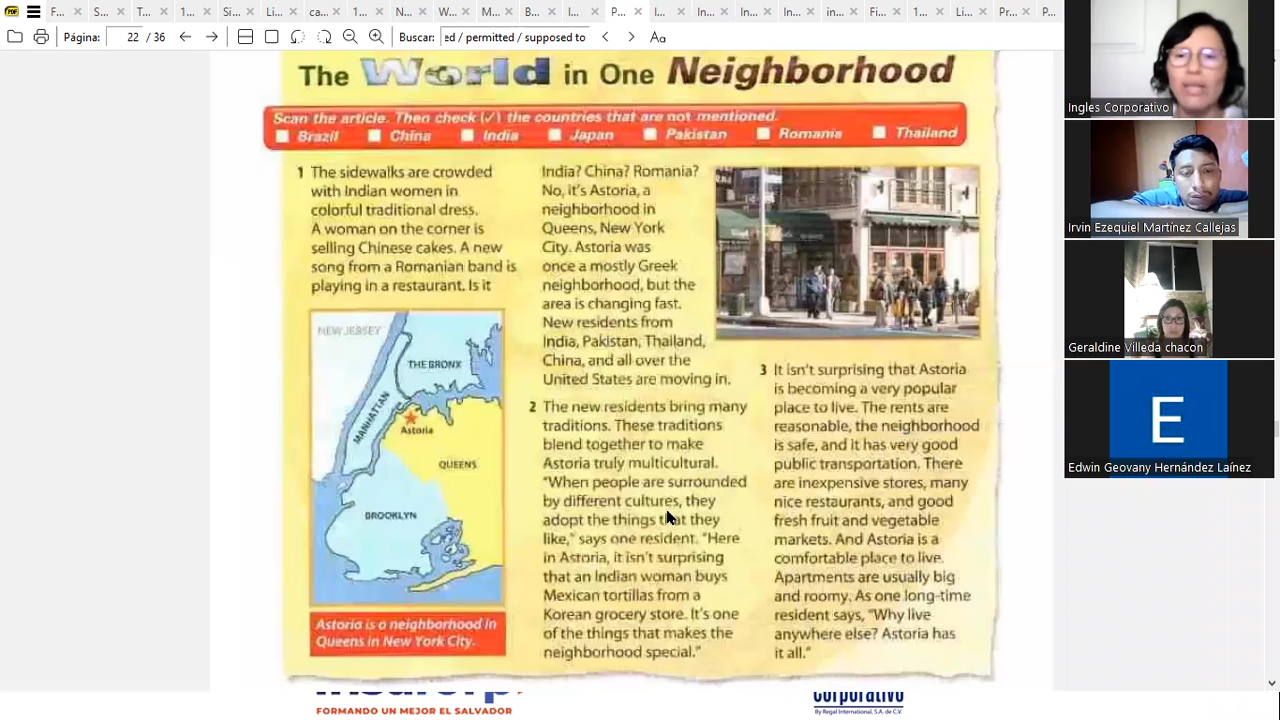 Página:
22 / 36
Buscar:
ed / permitted / supposed to
The World in One Neighborhood
Scan the article. Then check (✓) the countries that are not mentioned.
Brazil China India Japan Pakistan Romania Thailand
1 The sidewalks are crowded
with Indian women in
colorful traditional dress.
A woman on the corner is
selling Chinese cakes. A new
song from a Romanian band is
playing in a restaurant. Is it
India? China? Romania?
No, it's Astoria, a
neighborhood in
Queens, New York
City. Astoria was
once a mostly Greek
neighborhood, but the
area is changing fast.
New residents from
India, Pakistan, Thailand,
China, and all over the
United States are moving in.
2 The new residents bring many
traditions. These traditions
blend together to make
Astoria truly multicultural.
"When people are surrounded
by different cultures, they
adopt the things that they
like," says one resident. "Here
in Astoria, it isn't surprising
that an Indian woman buys
Mexican tortillas from a
Korean grocery store. It's one
of the things that makes the
neighborhood special."
3 It isn't surprising that Astoria
is becoming a very popular
place to live. The rents are
reasonable, the neighborhood
is safe, and it has very good
public transportation. There
are inexpensive stores, many
nice restaurants, and good
fresh fruit and vegetable
markets. And Astoria is a
comfortable place to live.
Apartments are usually big
and roomy. As one long-time
resident says, "Why live
anywhere else? Astoria has
it all."
NEW JERSEY
THE BRONX
MANHATTAN
Astoria
QUEENS
BROOKLYN
Astoria is a neighborhood in
Queens in New York City.
FORMANDO UN MEJOR EL SALVADOR
corporativo
By Regal International, S.A. de C.V.
Ingles Corporativo
Irvin Ezequiel Martínez Callejas
Geraldine Villeda chacon
E
Edwin Geovany Hernández Laínez